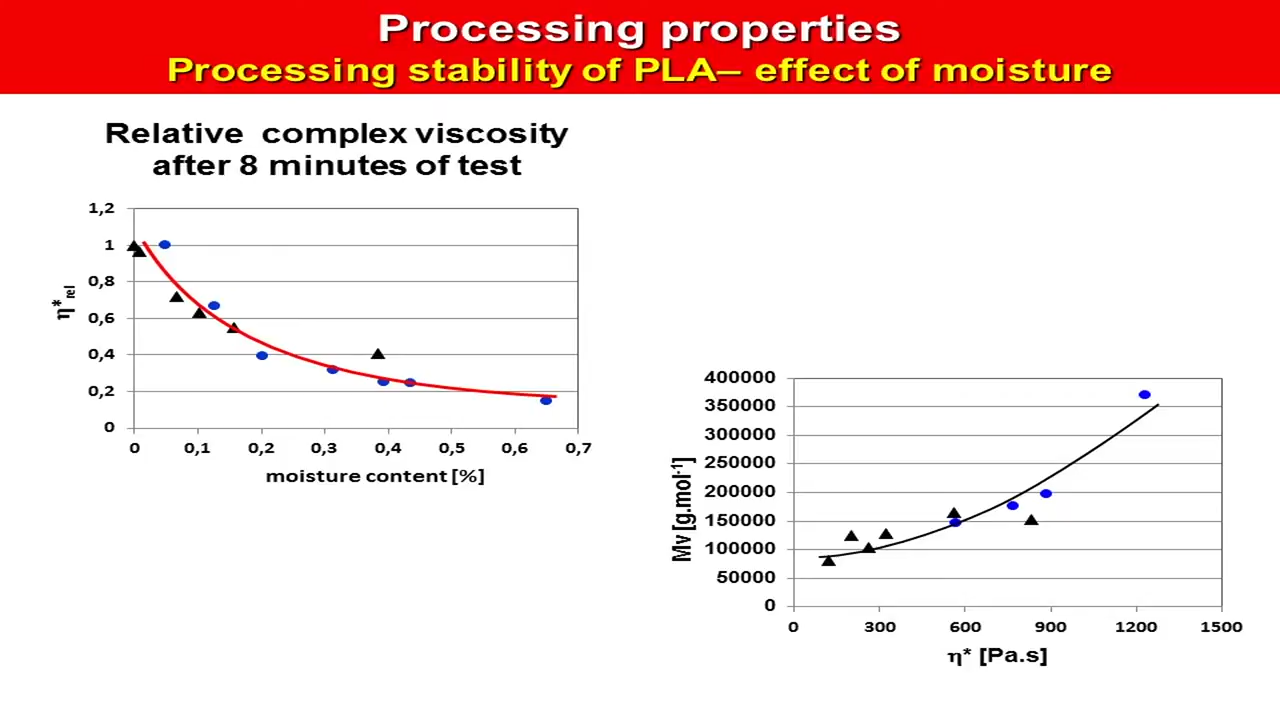 Processing properties
Processing stability of PLA– effect of moisture
Relative complex viscosity
after 8 minutes of test
1,2
1
0,8
0,6
0,4
0,2
0
η*rel
0 0,1 0,2 0,3 0,4 0,5 0,6 0,7
moisture content [%]
400000
350000
300000
250000
200000
150000
100000
50000
0
Mv [g.mol-1]
0 300 600 900 1200 1500
η* [Pa.s]